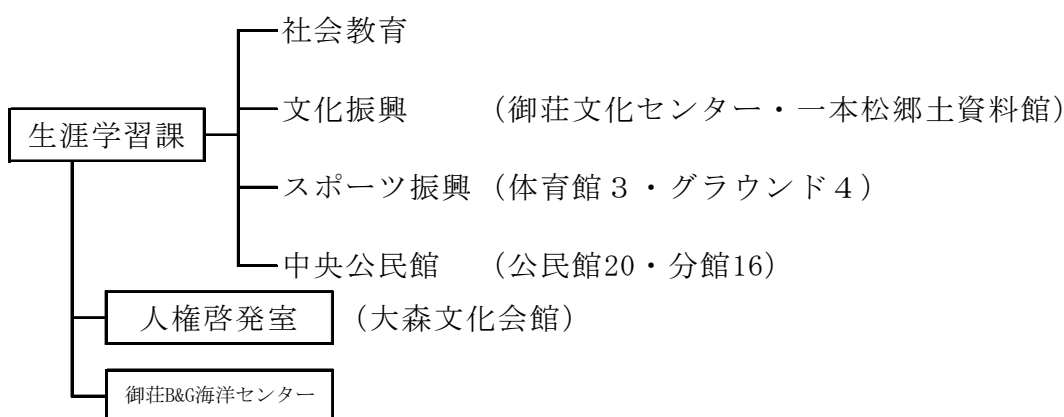 社会教育
文化振興　（御荘文化センター・一本松郷土資料館）
生涯学習課
スポーツ振興（体育館３・グラウンド４）
中央公民館　（公民館20・分館16）
人権啓発室　（大森文化会館）
御荘B&G海洋センター